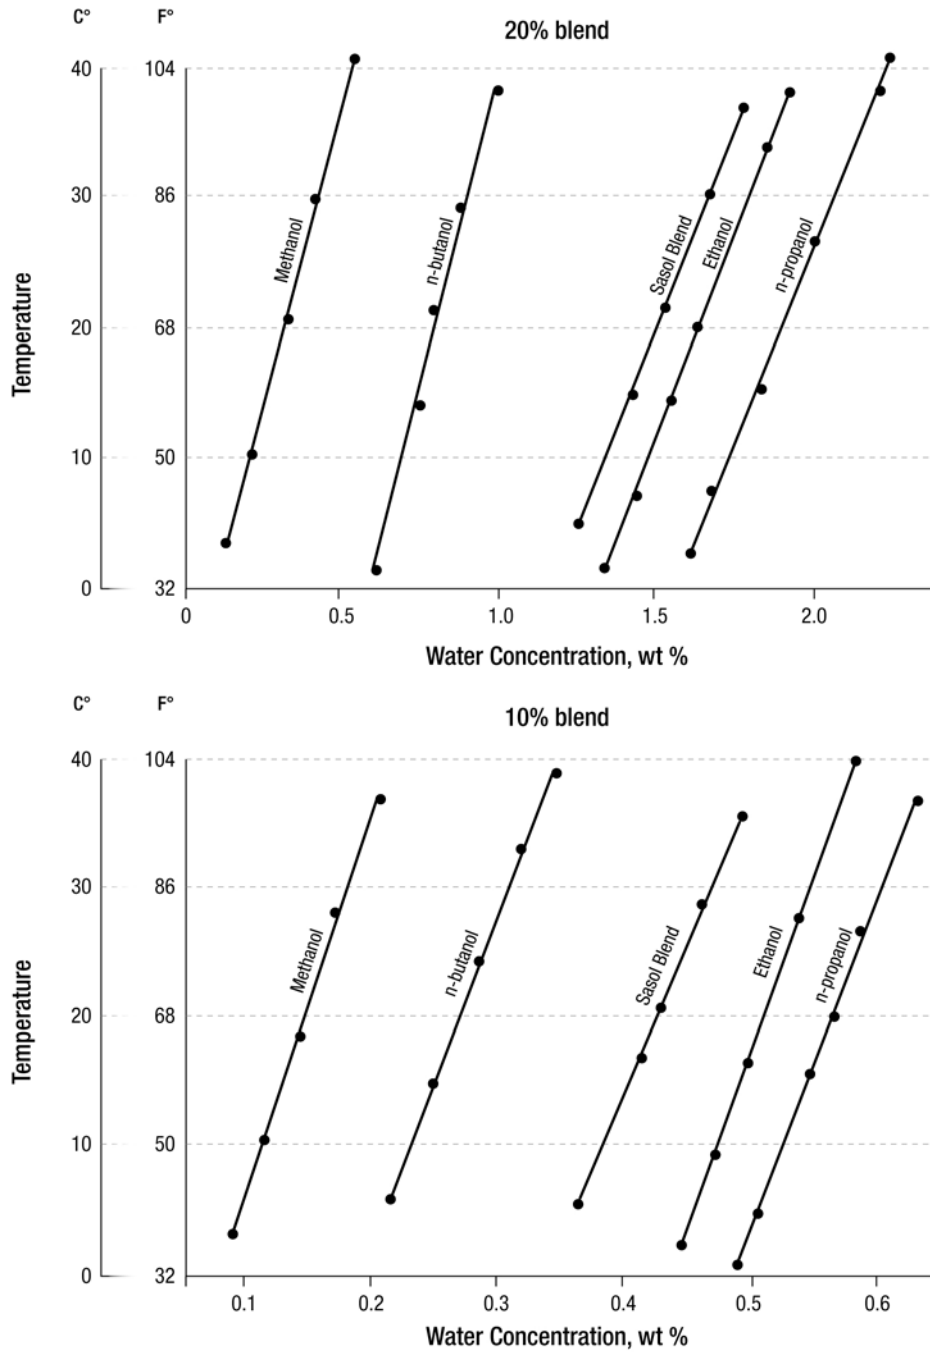 C° F° 20% blend
40 104
30 86
20 68
10 50
0 32
Temperature
Methanol
n-butanol
Sasol Blend
Ethanol
n-propanol
0 0.5 1.0 1.5 2.0
Water Concentration, wt %
C° F° 10% blend
40 104
30 86
20 68
10 50
0 32
Temperature
Methanol
n-butanol
Sasol Blend
Ethanol
n-propanol
0.1 0.2 0.3 0.4 0.5 0.6
Water Concentration, wt %